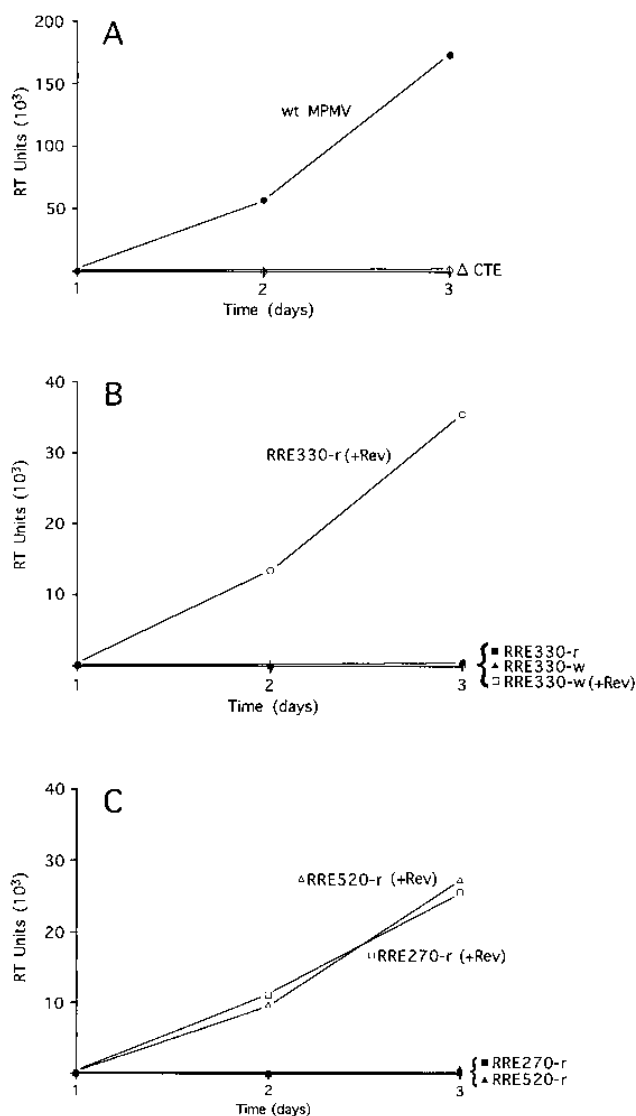 A
200
150
100
50
RT Units (10³)
wt MPMV
Δ CTE
1 2 3
Time (days)
B
40
30
20
10
RT Units (10³)
RRE330-r (+Rev)
RRE330-r
RRE330-w
RRE330-w (+Rev)
1 2 3
Time (days)
C
40
30
20
10
RT Units (10³)
RRE520-r (+Rev)
RRE270-r (+Rev)
RRE270-r
RRE520-r
1 2 3
Time (days)